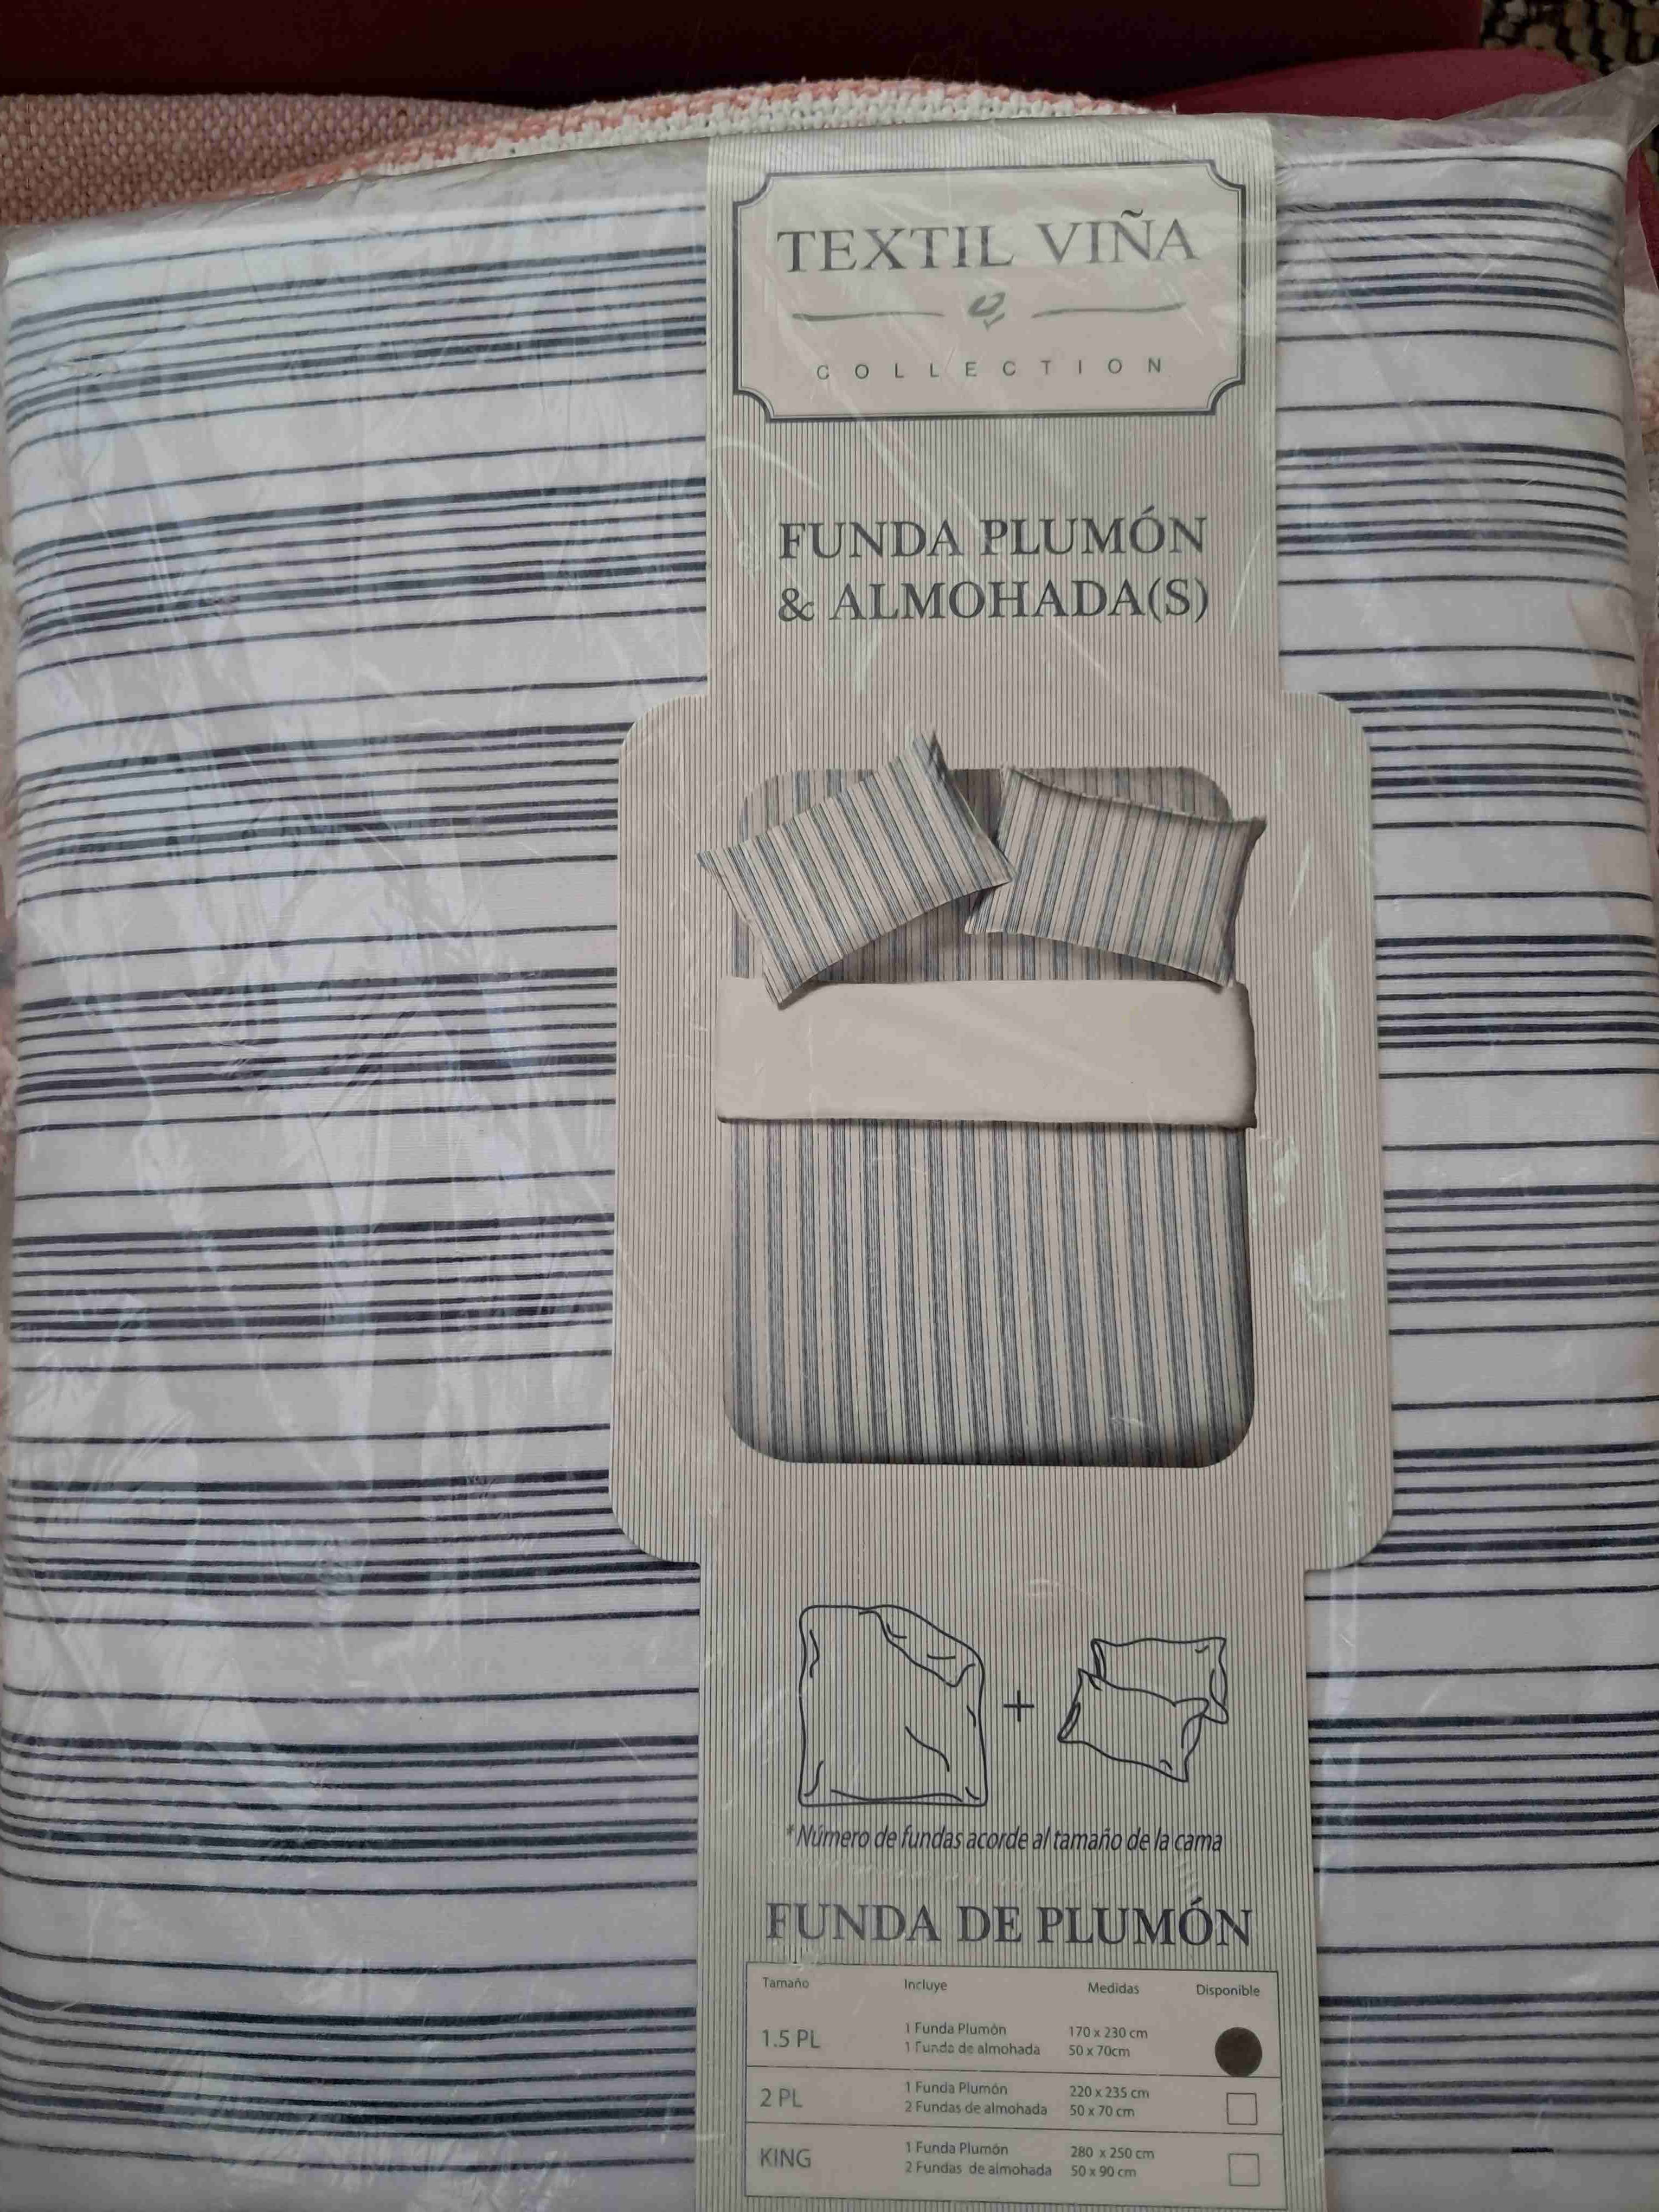 TEXTIL VIÑA
COLLECTION
FUNDA PLUMÓN
& ALMOHADA(S)
+
*Número de fundas acorde al tamaño de la cama
FUNDA DE PLUMÓN
Tamaño Incluye Medidas Disponible
1.5 PL 1 Funda Plumón 170 x 230 cm
1 Funda de almohada 50 x 70cm
2 PL 1 Funda Plumón 220 x 235 cm
2 Fundas de almohada 50 x 70 cm
KING 1 Funda Plumón 280 x 250 cm
2 Fundas de almohada 50 x 90 cm